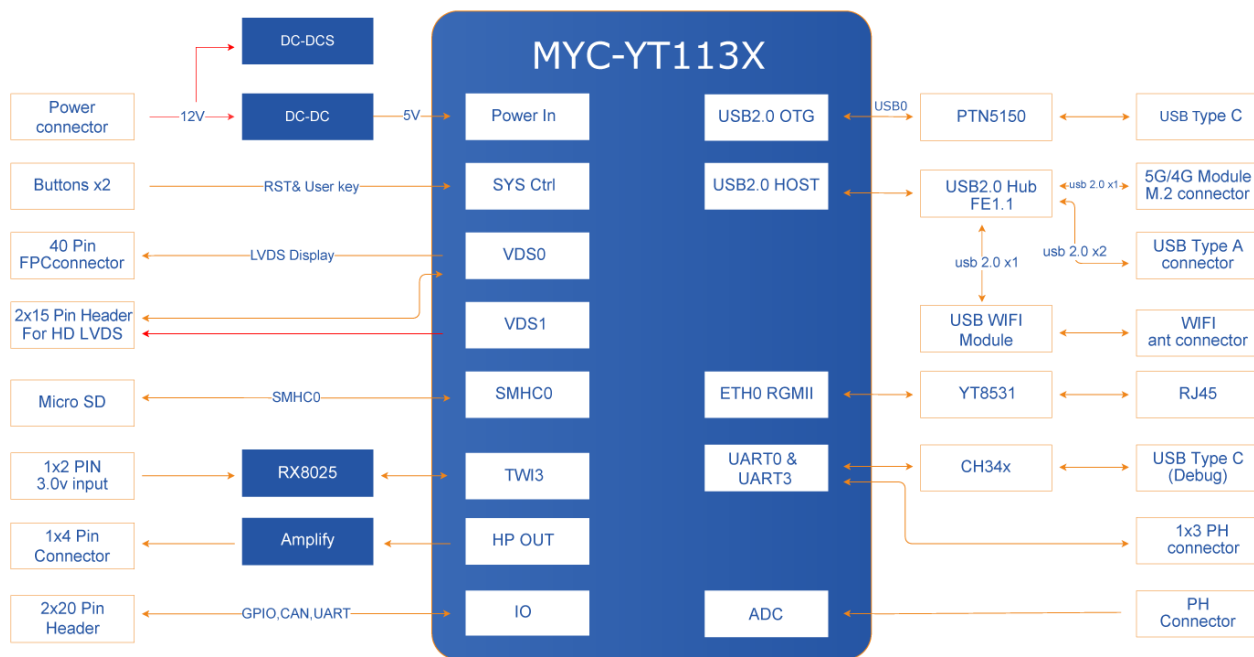 MYC-YT113X
DC-DCS
Power
connector
12V
DC-DC
5V
Power In
Buttons x2
RST& User key
SYS Ctrl
40 Pin
FPCconnector
LVDS Display
VDS0
2x15 Pin Header
For HD LVDS
VDS1
Micro SD
SMHC0
SMHC0
1x2 PIN
3.0v input
RX8025
TWI3
1x4 Pin
Connector
Amplify
HP OUT
2x20 Pin
Header
GPIO,CAN,UART
IO
USB2.0 OTG
USB0
PTN5150
USB Type C
USB2.0 HOST
USB2.0 Hub
FE1.1
usb 2.0 x1
5G/4G Module
M.2 connector
usb 2.0 x2
USB Type A
connector
usb 2.0 x1
USB WIFI
Module
WIFI
ant connector
ETH0 RGMII
YT8531
RJ45
UART0 &
UART3
CH34x
USB Type C
(Debug)
1x3 PH
connector
ADC
PH
Connector